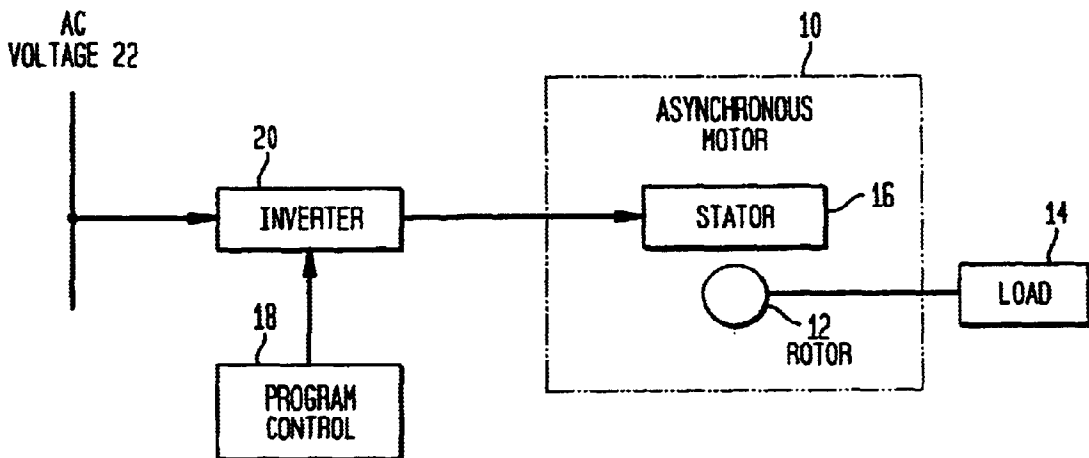 AC
VOLTAGE 22
10
ASYNCHRONOUS
MOTOR
20
INVERTER
STATOR
16
14
LOAD
12
ROTOR
18
PROGRAM
CONTROL